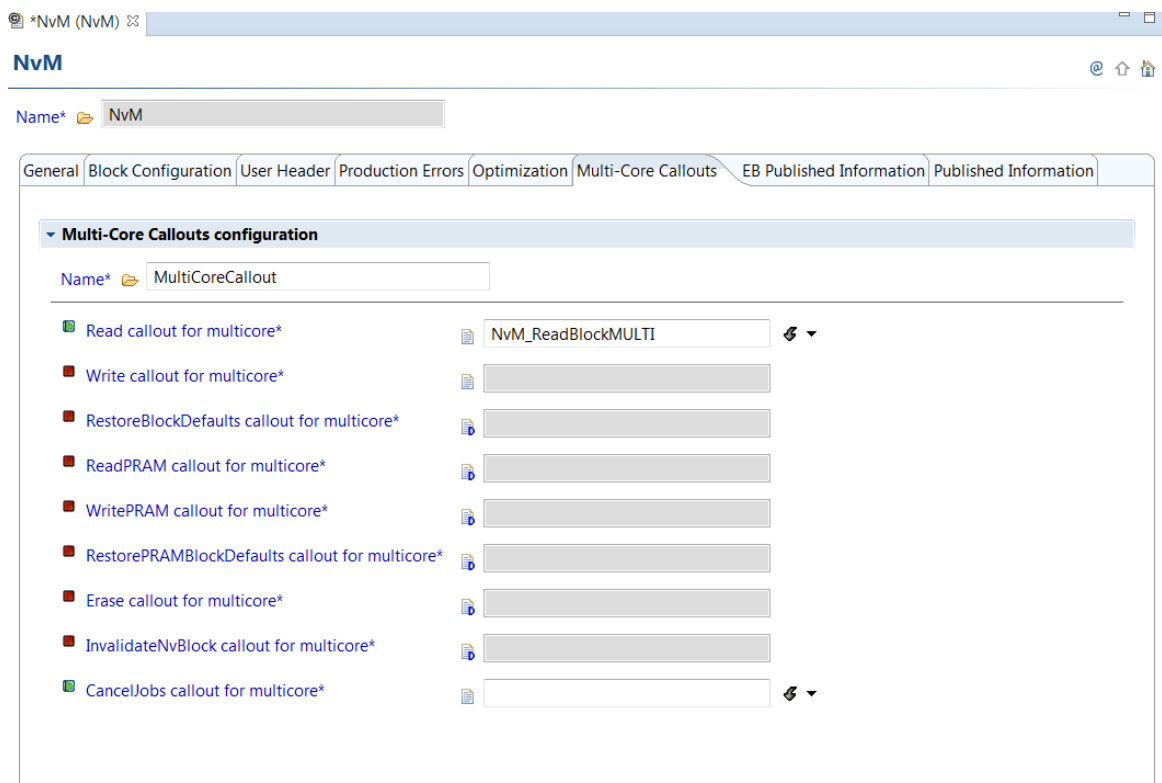 *NvM (NvM)
NvM
Name* NvM
General Block Configuration User Header Production Errors Optimization Multi-Core Callouts EB Published Information Published Information
Multi-Core Callouts configuration
Name* MultiCoreCallout
Read callout for multicore* NvM_ReadBlockMULTI
Write callout for multicore*
RestoreBlockDefaults callout for multicore*
ReadPRAM callout for multicore*
WritePRAM callout for multicore*
RestorePRAMBlockDefaults callout for multicore*
Erase callout for multicore*
InvalidateNvBlock callout for multicore*
CancelJobs callout for multicore*